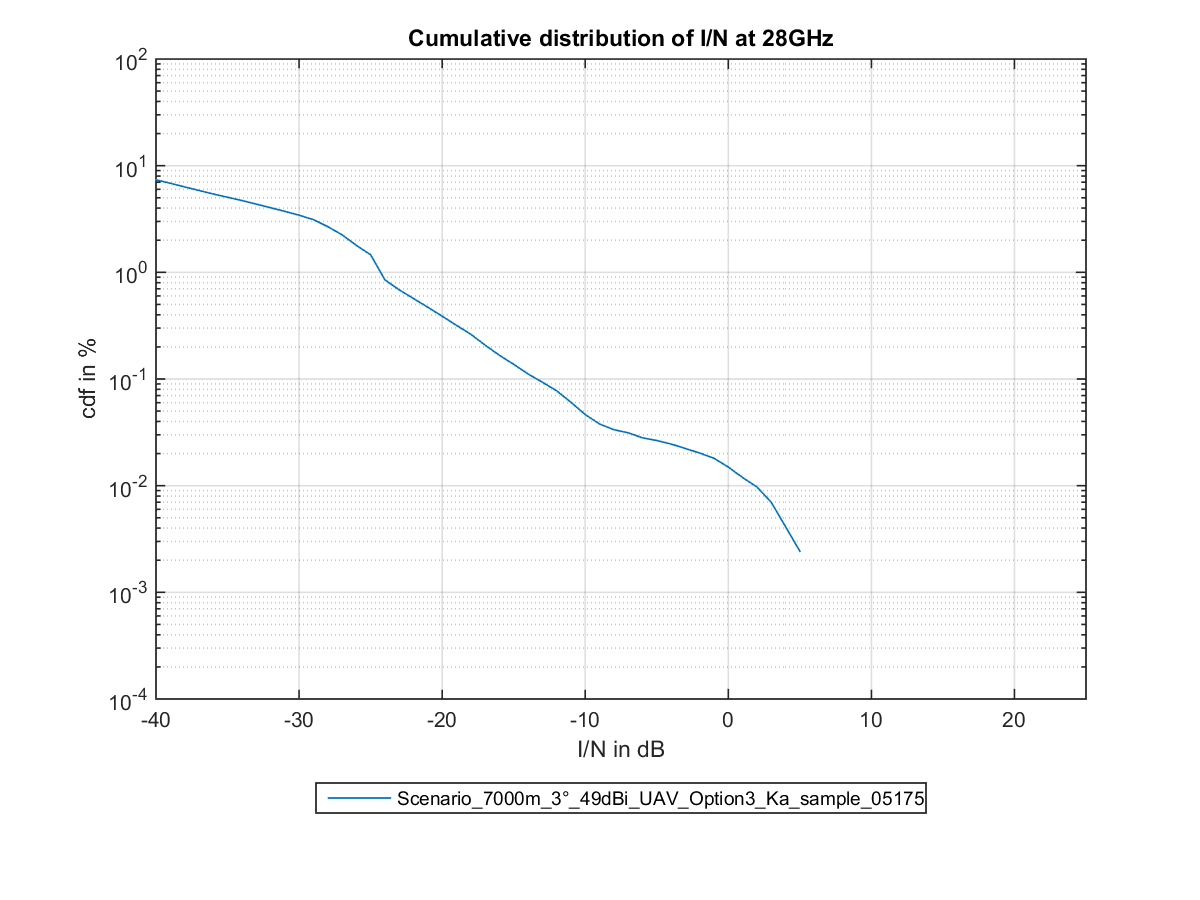 Cumulative distribution of I/N at 28GHz
10^2
10^1
10^0
10^-1
10^-2
10^-3
10^-4
cdf in %
-40 -30 -20 -10 0 10 20
I/N in dB
Scenario_7000m_3°_49dBi_UAV_Option3_Ka_sample_05175